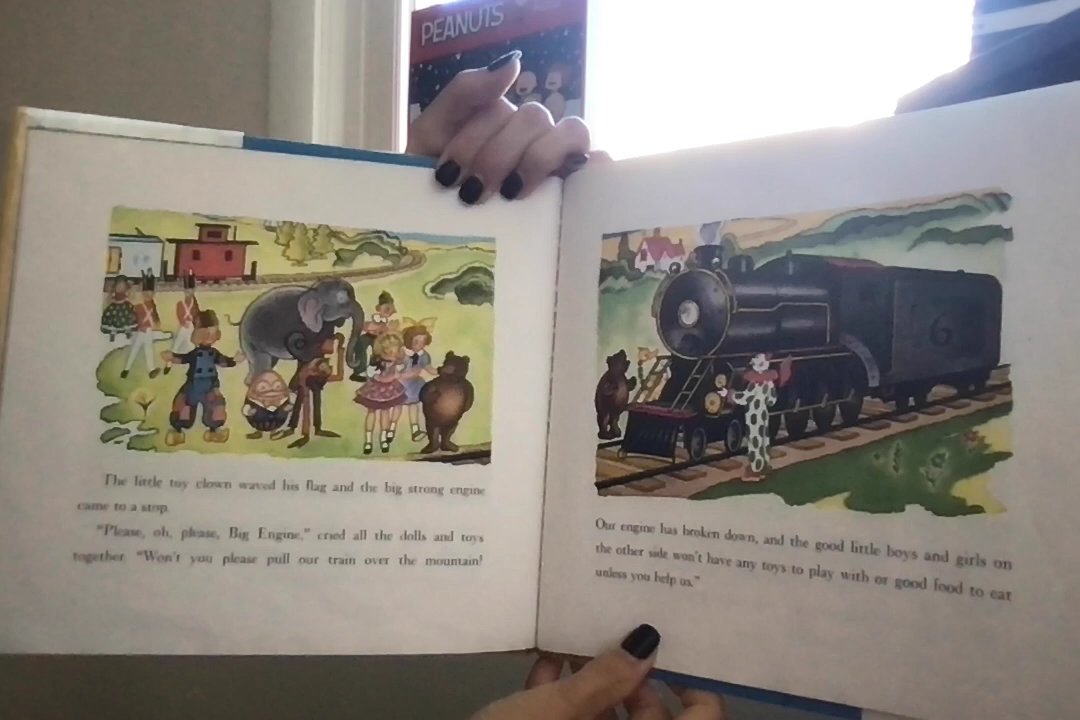 PEANUTS
The little toy clown waved his flag and the big strong engine
came to a stop.
"Please, oh, please, Big Engine," cried all the dolls and toys
together. "Won't you please pull our train over the mountain?
6
Our engine has broken down, and the good little boys and girls on
the other side won't have any toys to play with or good food to eat
unless you help us."